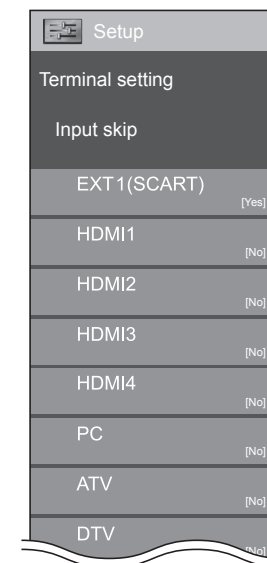 Setup
Terminal setting
Input skip
EXT1(SCART)
[Yes]
HDMI1
[No]
HDMI2
[No]
HDMI3
[No]
HDMI4
[No]
PC
[No]
ATV
[No]
DTV
[No]